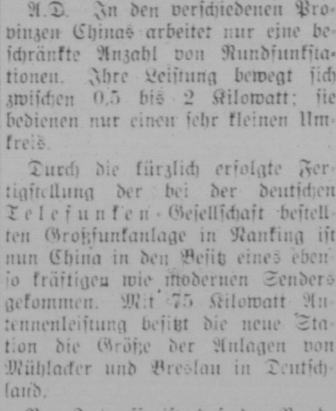 A.D. In den verschiedenen Pro-
vinzen Chinas arbeitet nur eine be-
schränkte Anzahl von Rundfunksta-
tionen. Ihre Leistung bewegt sich
zwischen 0,5 bis 2 Kilowatt; sie
bedienen nur einen sehr kleinen Um-
kreis.
Durch die kürzlich erfolgte Fer-
tigstellung der bei der deutschen
Telefunken-Gesellschaft bestell-
ten Großfunkanlage in Nanking ist
nun China in den Besitz eines eben-
so kräftigen wie modernen Senders
gekommen. Mit 75 Kilowatt An-
tennenleistung besitzt die neue Sta-
tion die Größe der Anlagen von
Mühlacker und Breslau in Deutsch-
land.